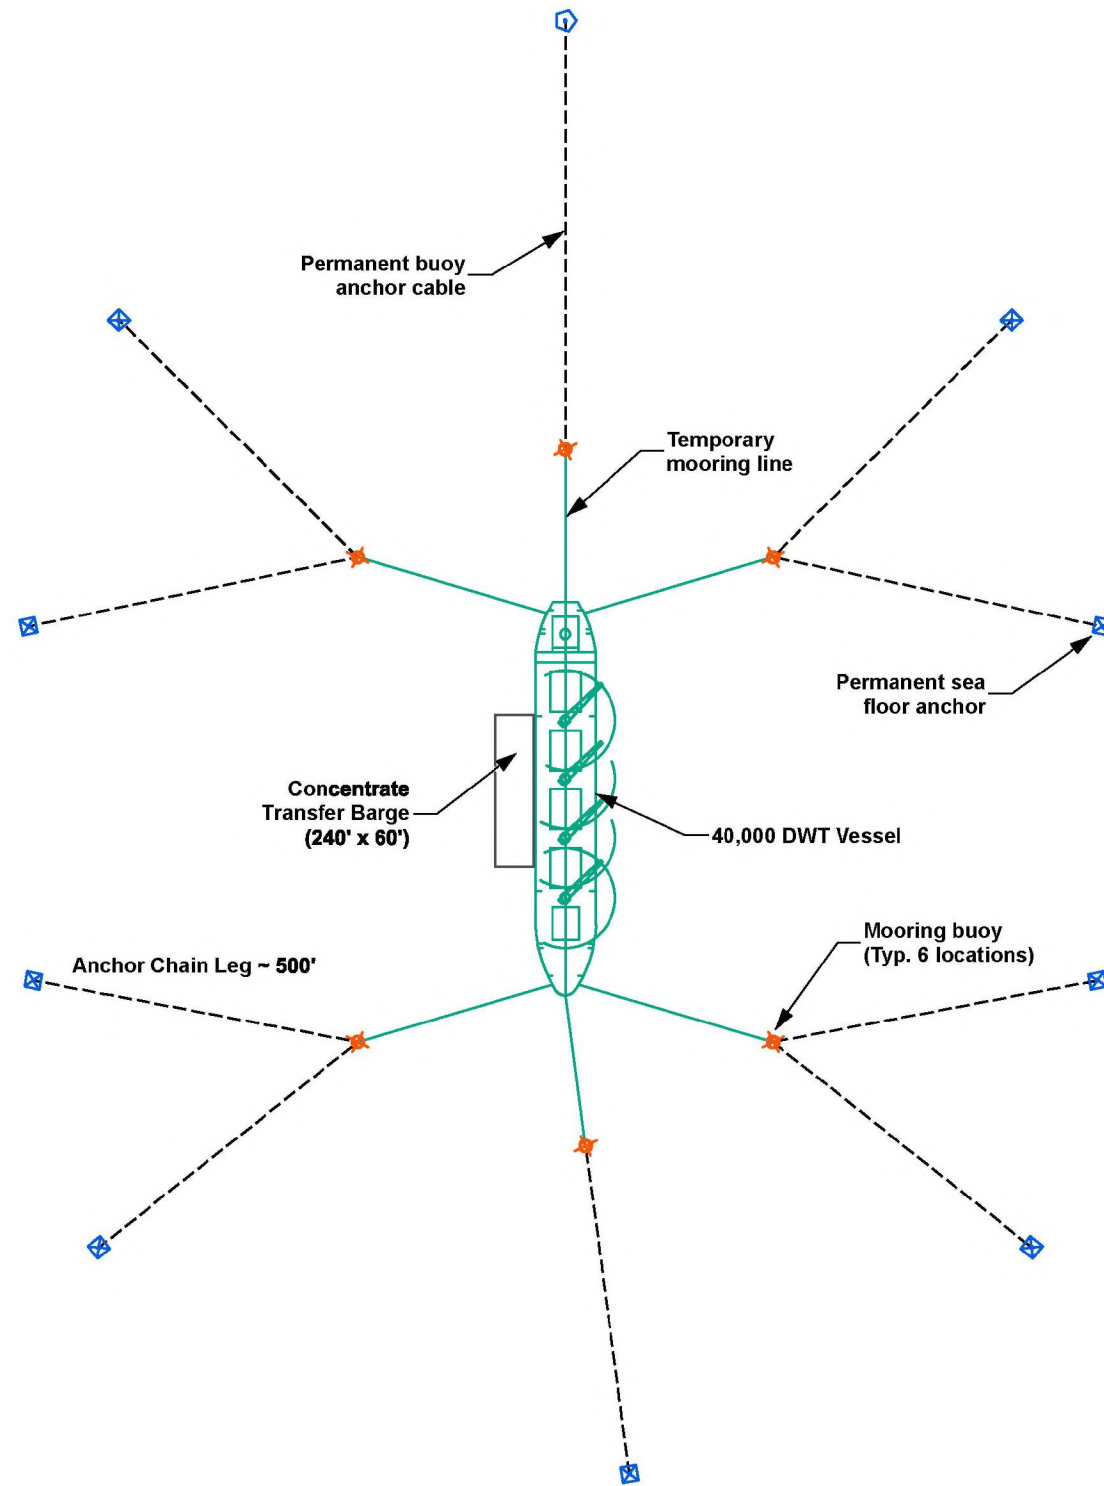 Permanent buoy
anchor cable
Temporary
mooring line
Permanent sea
floor anchor
Concentrate
Transfer Barge
(240' x 60')
40,000 DWT Vessel
Mooring buoy
(Typ. 6 locations)
Anchor Chain Leg ~ 500'